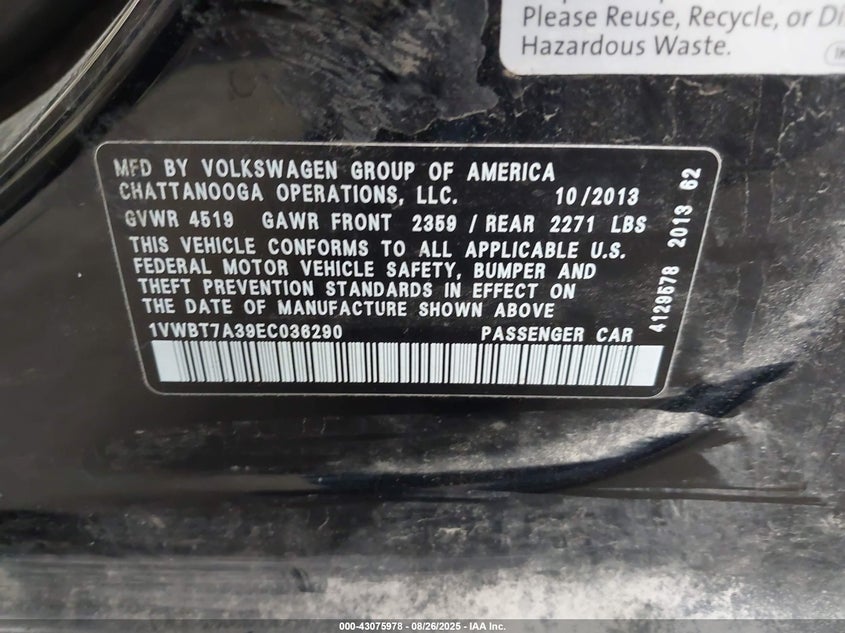 Please Reuse, Recycle, or Di
Hazardous Waste.
MFD BY VOLKSWAGEN GROUP OF AMERICA
CHATTANOOGA OPERATIONS, LLC. 10/2013
GVWR 4519 GAWR FRONT 2359 / REAR 2271 LBS
THIS VEHICLE CONFORMS TO ALL APPLICABLE U.S.
FEDERAL MOTOR VEHICLE SAFETY, BUMPER AND
THEFT PREVENTION STANDARDS IN EFFECT ON
THE DATE OF MANUFACTURE SHOWN ABOVE
1VWBT7A39EC036290 PASSENGER CAR
4129578 2013 62
000-43075978 - 08/26/2025 - IAA Inc.